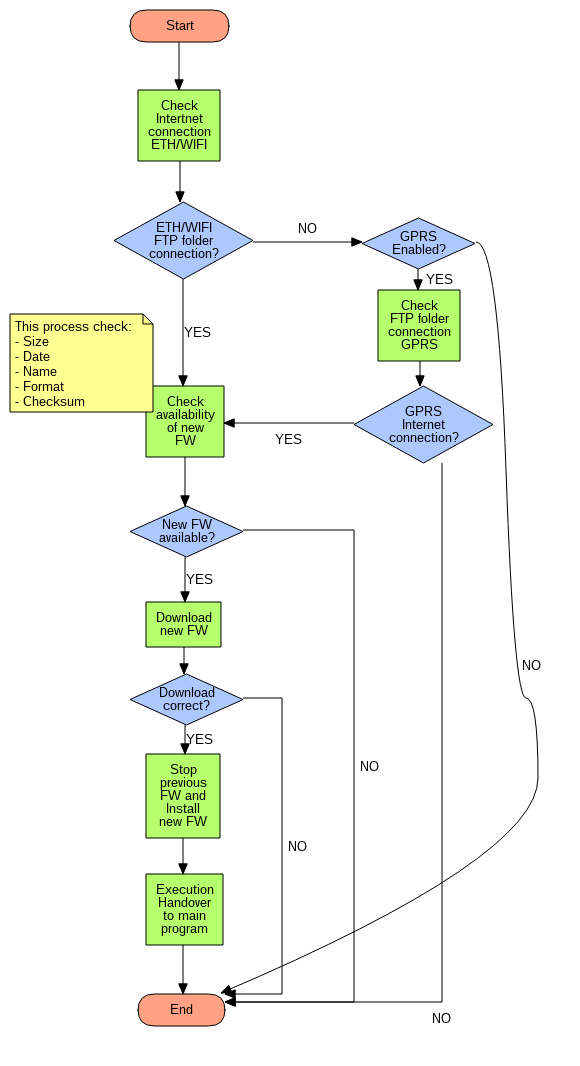 Start
Check
Intertnet
connection
ETH/WIFI
ETH/WIFI
FTP folder
connection?
NO
GPRS
Enabled?
YES
Check
FTP folder
connection
GPRS
YES
This process check:
- Size
- Date
- Name
- Format
- Checksum
Check
availability
of new
FW
YES
GPRS
Internet
connection?
New FW
available?
YES
Download
new FW
NO
Download
correct?
YES
Stop
previous
FW and
Install
new FW
NO
NO
Execution
Handover
to main
program
End
NO